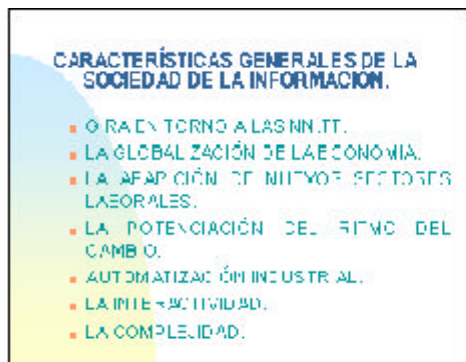 CARACTERÍSTICAS GENERALES DE LA
SOCIEDAD DE LA INFORMACION.
GIRA EN TORNO A LAS NN.TT.
LA GLOBALIZACIÓN DE LA ECONOMIA.
LA APARICIÓN DE NUEVOS SECTORES
LABORALES.
LA POTENCIACIÓN DEL RITMO DEL
CAMBIO.
AUTOMATIZACIÓN INDUSTRIAL.
LA INTERACTIVIDAD.
LA COMPLEJIDAD.